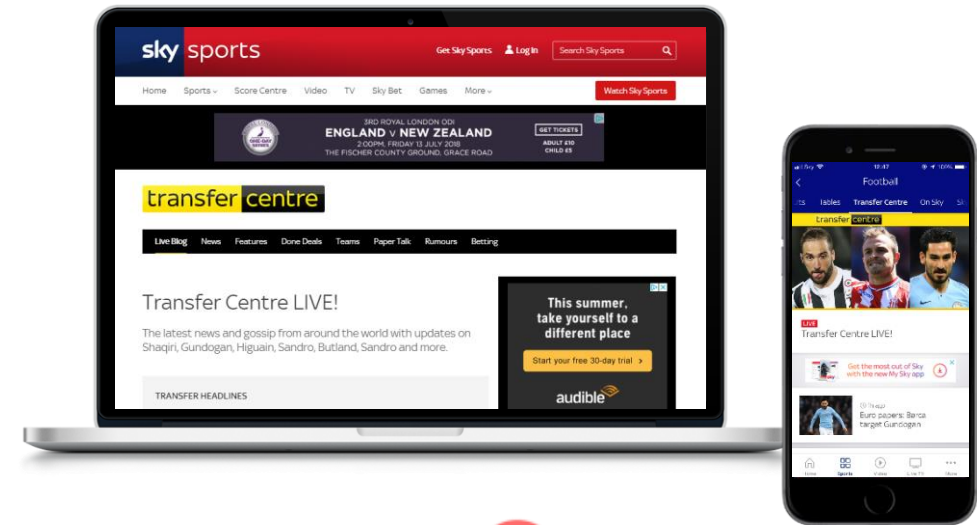 sky sports
Get Sky Sports Log In Search Sky Sports
Home Sports Score Centre Video TV Sky Bet Games More Watch Sky Sports
3RD ROYAL LONDON ODI
ENGLAND v NEW ZEALAND
2:00PM, FRIDAY 13 JULY 2018
THE FISCHER COUNTY GROUND, GRACE ROAD
GET TICKETS
ADULT £10
CHILD £5
transfer centre
Live Blog News Features Done Deals Teams Paper Talk Rumours Betting
Transfer Centre LIVE!
The latest news and gossip from around the world with updates on
Shaqiri, Gundogan, Higuain, Sandro, Butland, Sandro and more.
TRANSFER HEADLINES
This summer,
take yourself to a
different place
Start your free 30-day trial >
audible
12:47 100%
Football
Tables Transfer Centre On Sky
transfer centre
LIVE
Transfer Centre LIVE!
Get the most out of Sky
with the new My Sky
app
Euro papers: Barca
target Gundogan
Home Sports Video Live TV More